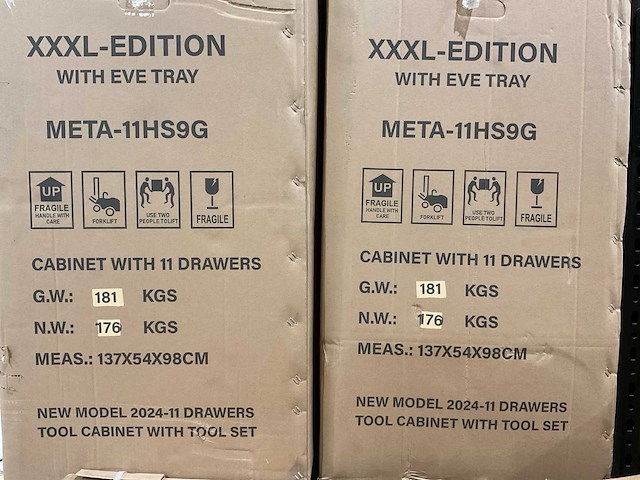 XXXL-EDITION
WITH EVE TRAY
META-11HS9G
UP
FRAGILE
HANDLE WITH
CARE
FORKLIFT
USE TWO
PEOPLE TO LIFT
FRAGILE
CABINET WITH 11 DRAWERS
G.W.: 181 KGS
N.W.: 176 KGS
MEAS.: 137X54X98CM
NEW MODEL 2024-11 DRAWERS
TOOL CABINET WITH TOOL SET
XXXL-EDITION
WITH EVE TRAY
META-11HS9G
UP
FRAGILE
HANDLE WITH
CARE
FORKLIFT
USE TWO
PEOPLE TO LIFT
FRAGILE
CABINET WITH 11 DRAWERS
G.W.: 181 KGS
N.W.: 176 KGS
MEAS.: 137X54X98CM
NEW MODEL 2024-11 DRAWERS
TOOL CABINET WITH TOOL SET